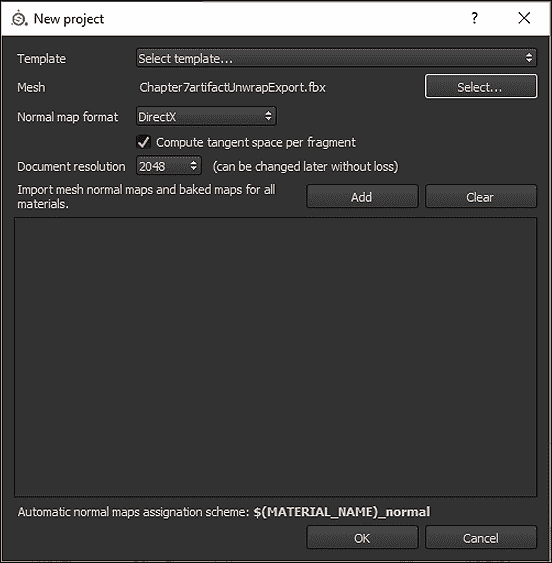 New project
Template Select template...
Mesh Chapter7artifactUnwrapExport.fbx Select...
Normal map format DirectX
Compute tangent space per fragment
Document resolution 2048 (can be changed later without loss)
Import mesh normal maps and baked maps for all
materials. Add Clear
Automatic normal maps assignation scheme: $(MATERIAL_NAME)_normal
OK Cancel